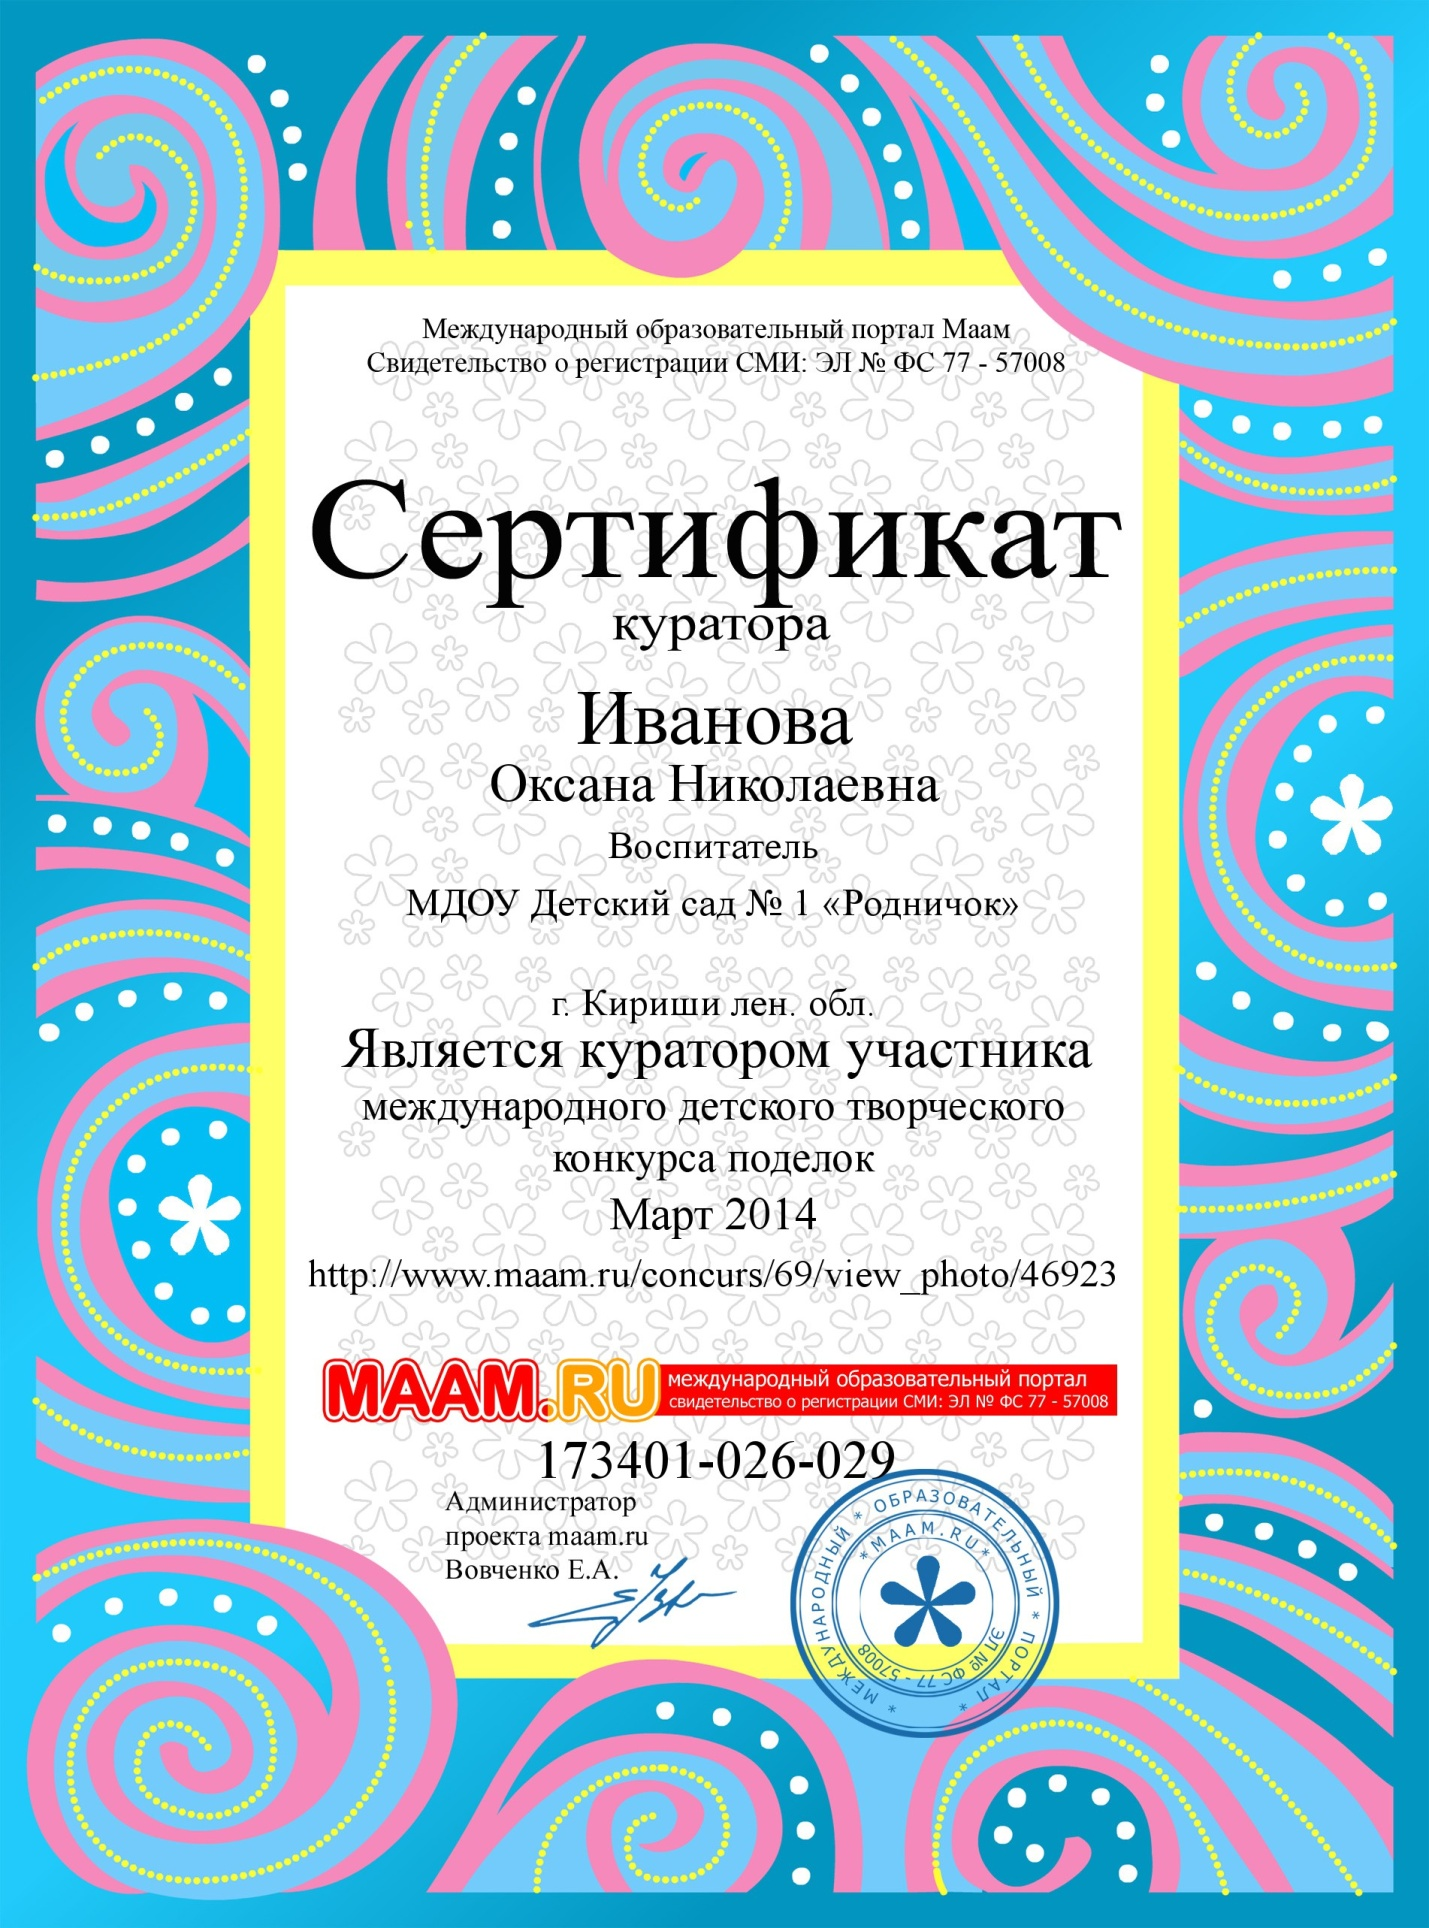 Международный образовательный портал Маам
Свидетельство о регистрации СМИ: ЭЛ № ФС 77 - 57008
Сертификат
куратора
Иванова
Оксана Николаевна
Воспитатель
МДОУ Детский сад № 1 «Родничок»
г. Кириши лен. обл.
Является куратором участника
международного детского творческого
конкурса поделок
Март 2014
http://www.maam.ru/concurs/69/view_photo/46923
MAAM.RU
международный образовательный портал
свидетельство о регистрации СМИ: ЭЛ № ФС 77 - 57008
173401-026-029
Администратор
проекта maam.ru
Вовченко Е.А.
* МЕЖДУНАРОДНЫЙ * ОБРАЗОВАТЕЛЬНЫЙ * ПОРТАЛ *
* MAAM.RU *
ЭЛ № ФС 77 - 57008